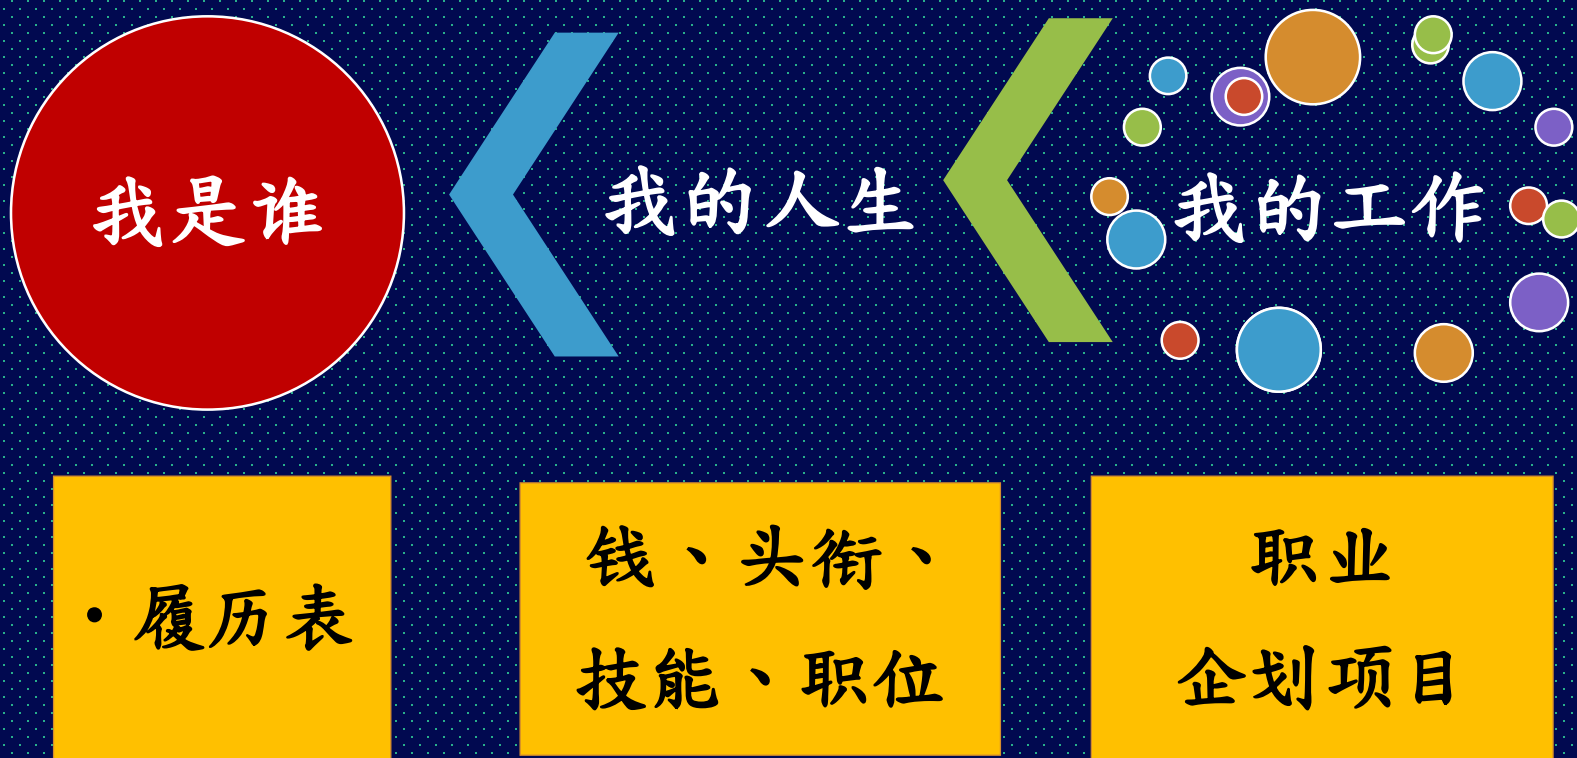 我是谁
我的人生
我的工作
• 履历表
钱、头衔、
技能、职位
职业
企划项目